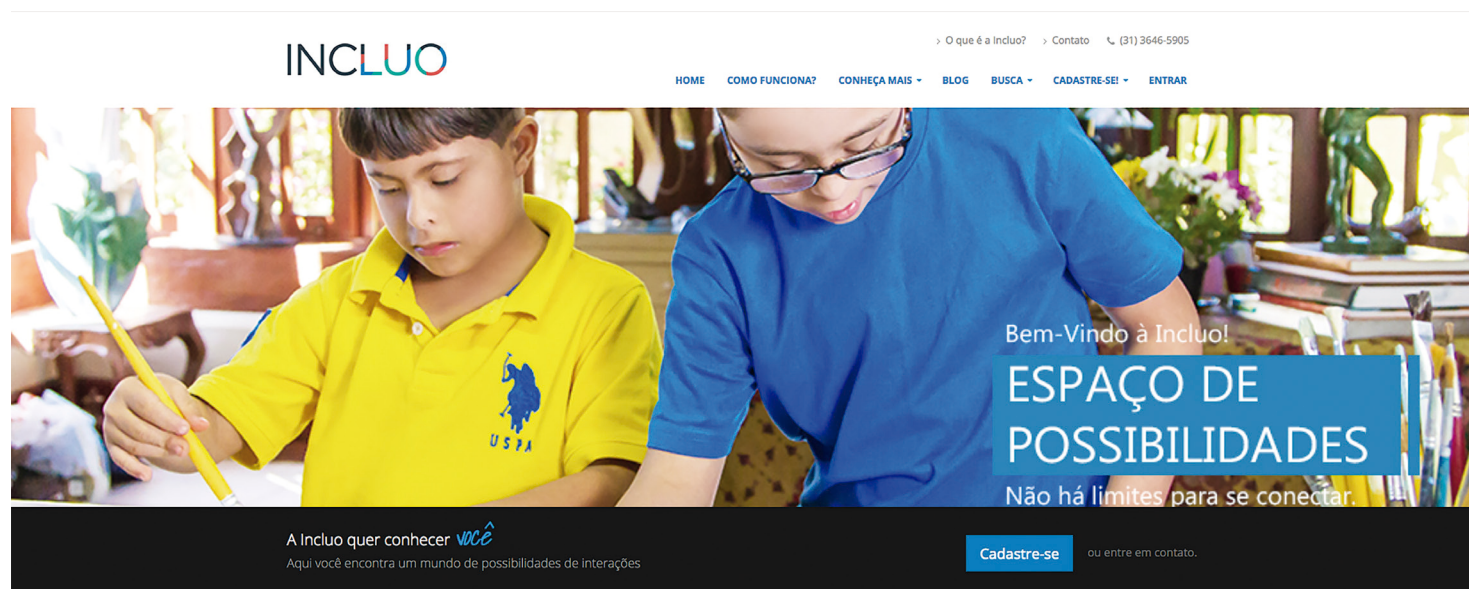 INCLUO
O que é a Incluo? Contato (31) 3646-5905
HOME COMO FUNCIONA? CONHEÇA MAIS BLOG BUSCA CADASTRE-SE! ENTRAR
USPA
Bem-Vindo à Incluo!
ESPAÇO DE
POSSIBILIDADES
Não há limites para se conectar.
A Incluo quer conhecer você
Aqui você encontra um mundo de possibilidades de interações
Cadastre-se ou entre em contato.